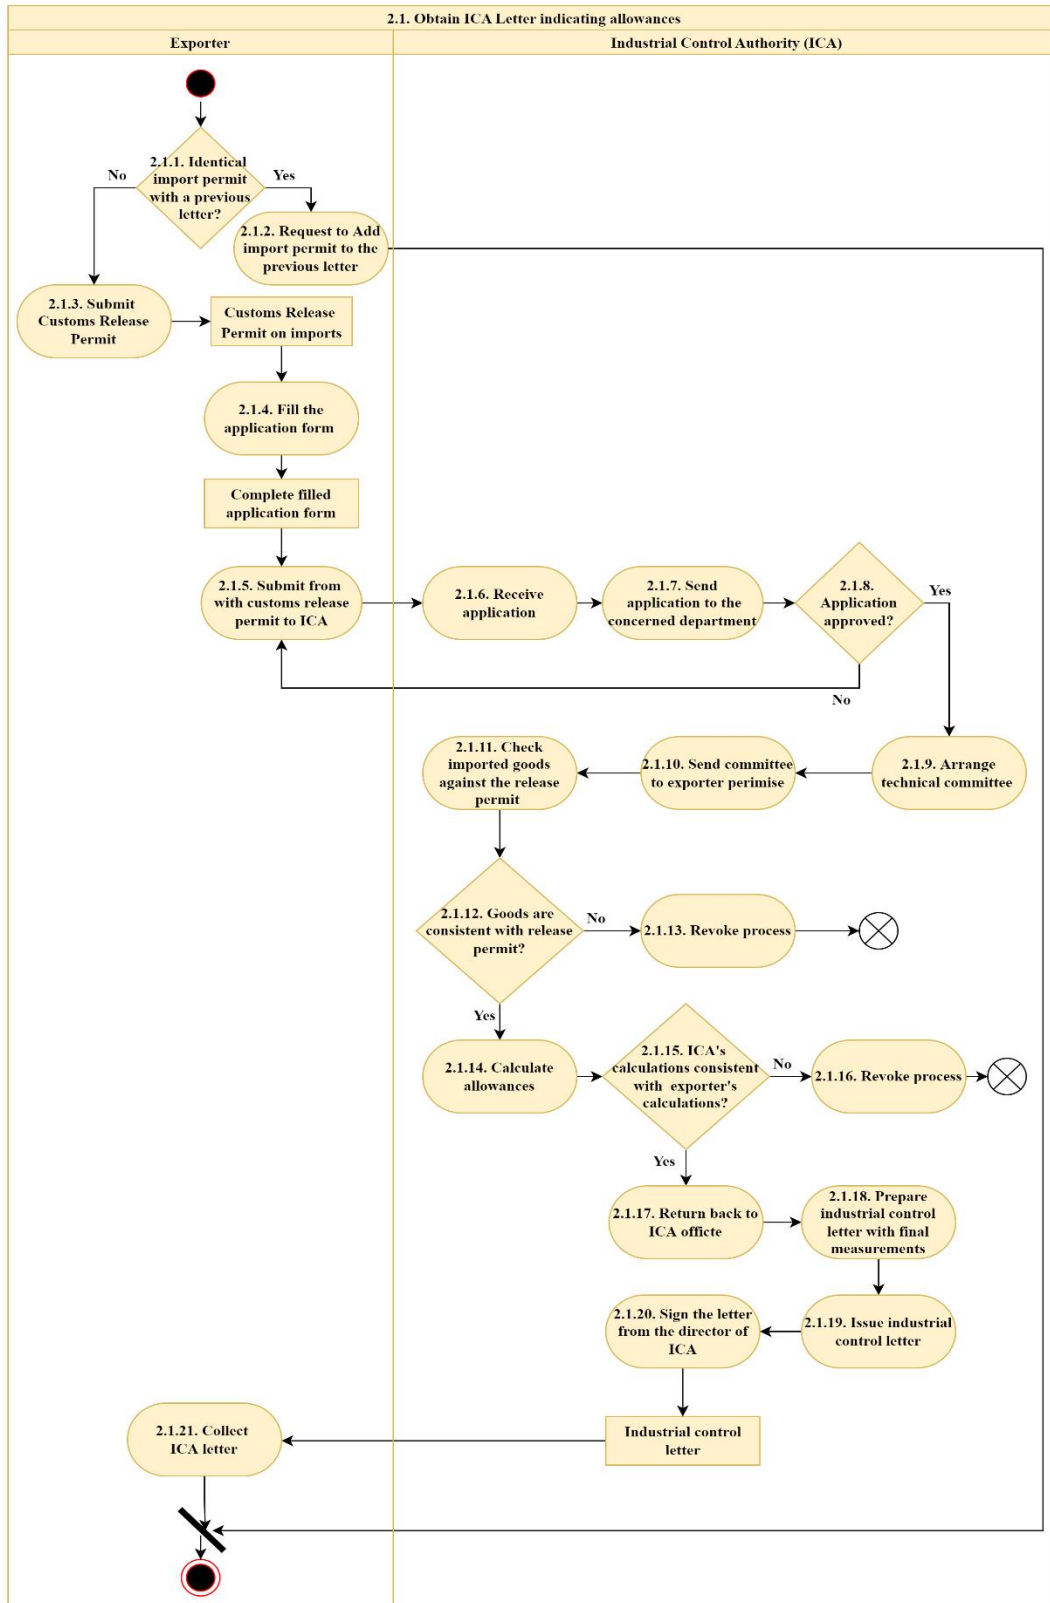 2.1. Obtain ICA Letter indicating allowances
Exporter
Industrial Control Authority (ICA)
2.1.1. Identical
import permit
with a previous
letter?
No
Yes
2.1.2. Request to Add
import permit to the
previous letter
2.1.3. Submit
Customs Release
Permit
Customs Release
Permit on imports
2.1.4. Fill the
application form
Complete filled
application form
2.1.5. Submit from
with customs release
permit to ICA
2.1.6. Receive
application
2.1.7. Send
application to the
concerned department
2.1.8.
Application
approved?
Yes
No
2.1.9. Arrange
technical committee
2.1.10. Send committee
to exporter perimise
2.1.11. Check
imported goods
against the release
permit
2.1.12. Goods are
consistent with release
permit?
No
2.1.13. Revoke process
Yes
2.1.14. Calculate
allowances
2.1.15. ICA's
calculations consistent
with exporter's
calculations?
No
2.1.16. Revoke process
Yes
2.1.17. Return back to
ICA officte
2.1.18. Prepare
industrial control
letter with final
measurements
2.1.19. Issue industrial
control letter
2.1.20. Sign the letter
from the director of
ICA
Industrial control
letter
2.1.21. Collect
ICA letter